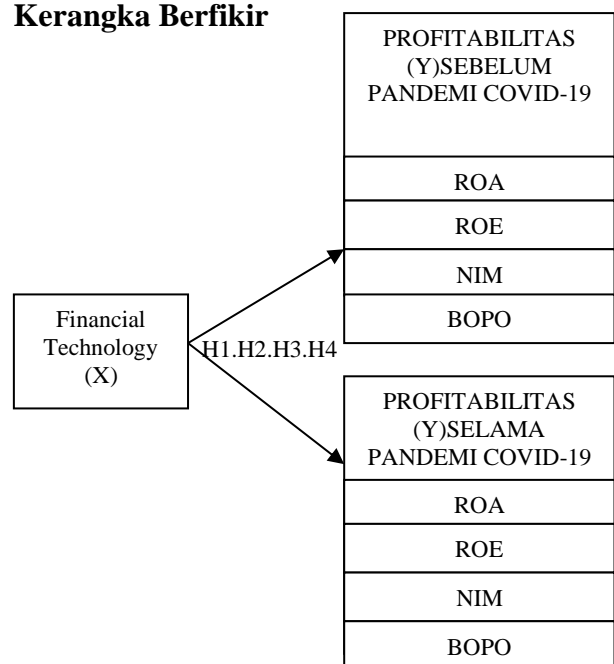 Kerangka Berfikir
PROFITABILITAS
(Y)SEBELUM
PANDEMI COVID-19
ROA
ROE
NIM
BOPO
Financial
Technology
(X)
H1.H2.H3.H4
PROFITABILITAS
(Y)SELAMA
PANDEMI COVID-19
ROA
ROE
NIM
BOPO